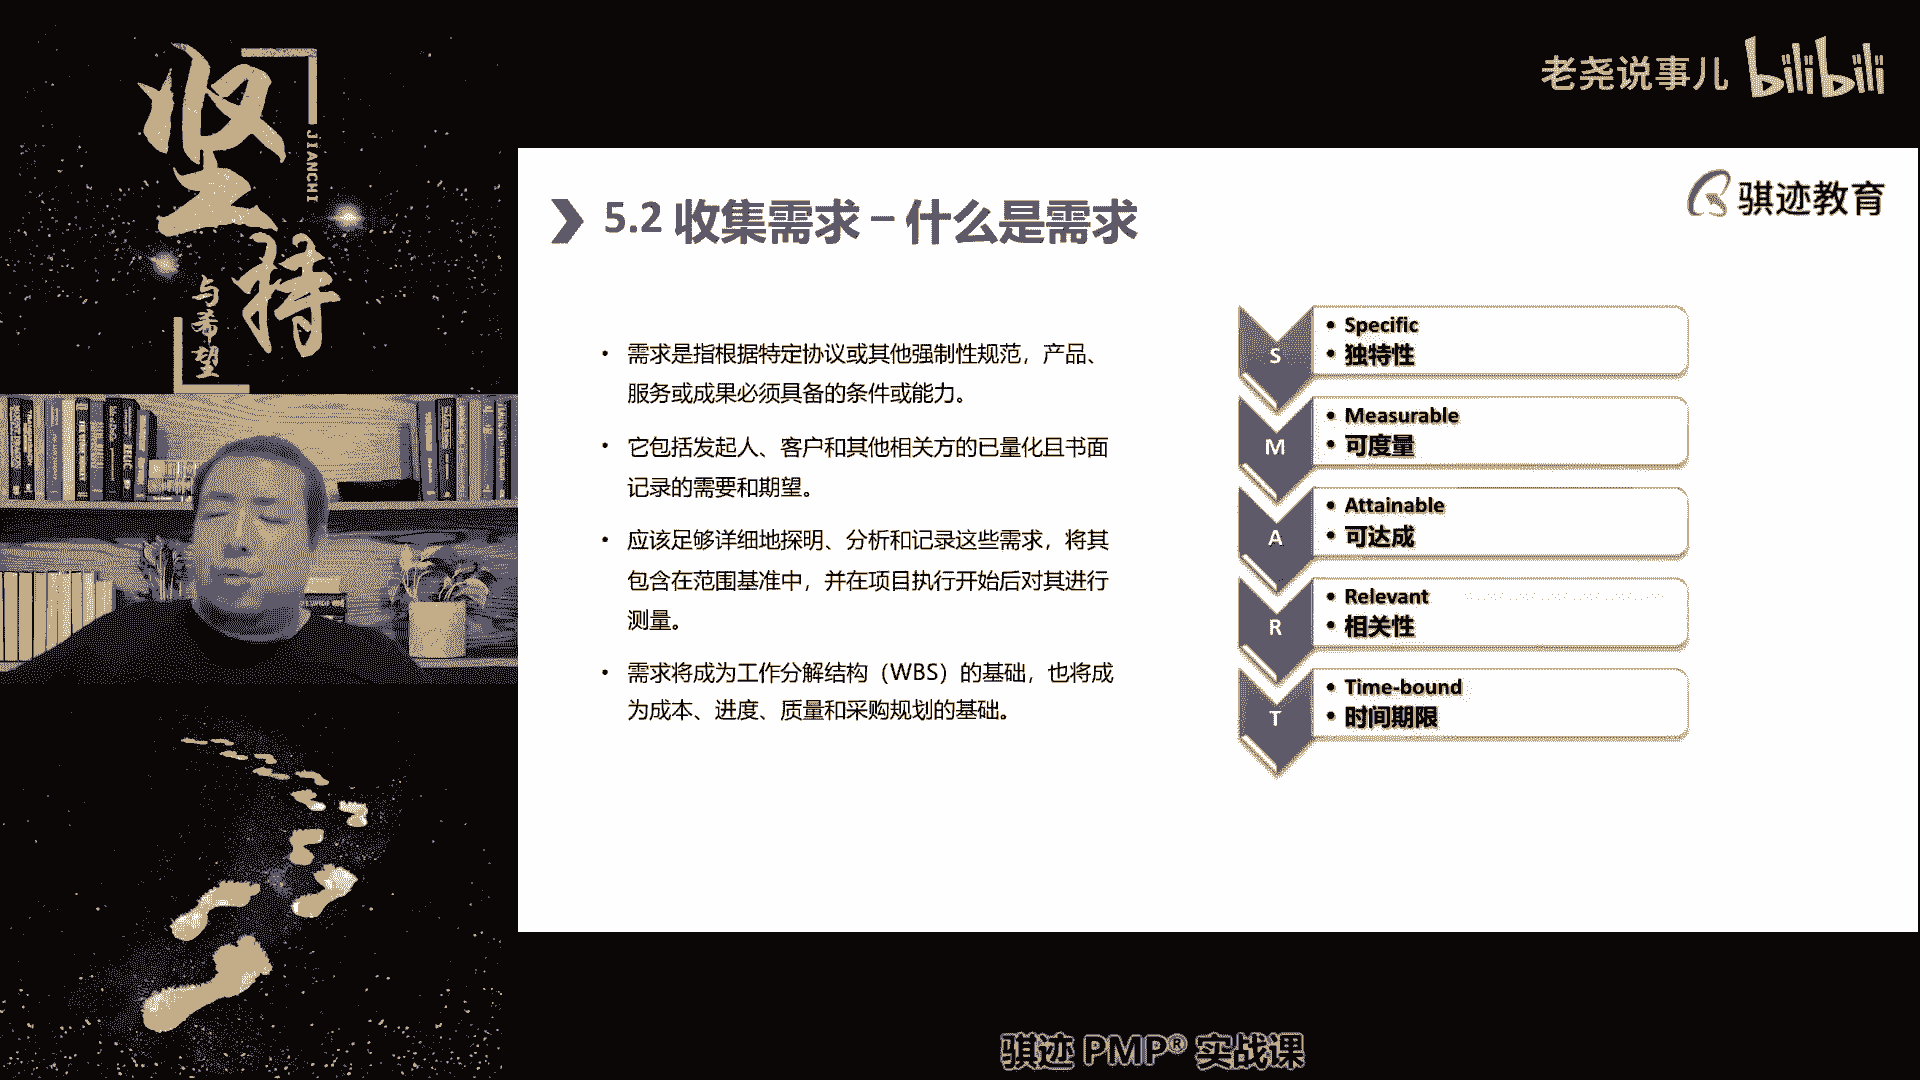 坚持
JIANCHI
与希望
老尧说事儿 bilibili
骐迹教育
5.2 收集需求 – 什么是需求
• 需求是指根据特定协议或其他强制性规范，产品、
服务或成果必须具备的条件或能力。
• 它包括发起人、客户和其他相关方的已量化且书面
记录的需要和期望。
• 应该足够详细地探明、分析和记录这些需求，将其
包含在范围基准中，并在项目执行开始后对其进行
测量。
• 需求将成为工作分解结构（WBS）的基础，也将成
为成本、进度、质量和采购规划的基础。
S
• Specific
• 独特性
M
• Measurable
• 可度量
A
• Attainable
• 可达成
R
• Relevant
• 相关性
T
• Time-bound
• 时间期限
骐迹 PMP® 实战课